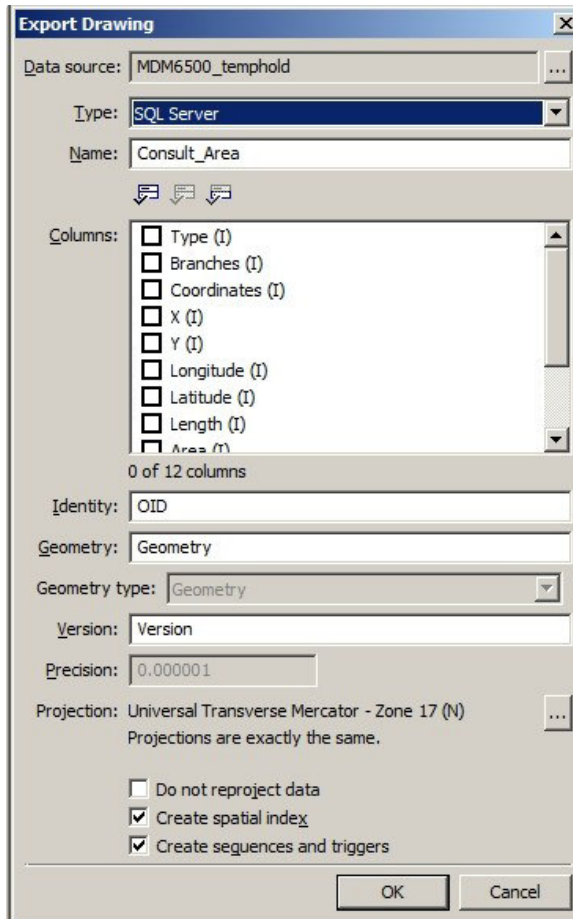 Export Drawing
Data source: MDM6500_temphold ...
Type: SQL Server
Name: Consult_Area
Columns: Type (I)
Branches (I)
Coordinates (I)
X (I)
Y (I)
Longitude (I)
Latitude (I)
Length (I)
Area (I)
0 of 12 columns
Identity: OID
Geometry: Geometry
Geometry type: Geometry
Version: Version
Precision: 0.000001
Projection: Universal Transverse Mercator - Zone 17 (N) ...
Projections are exactly the same.
Do not reproject data
Create spatial index
Create sequences and triggers
OK Cancel